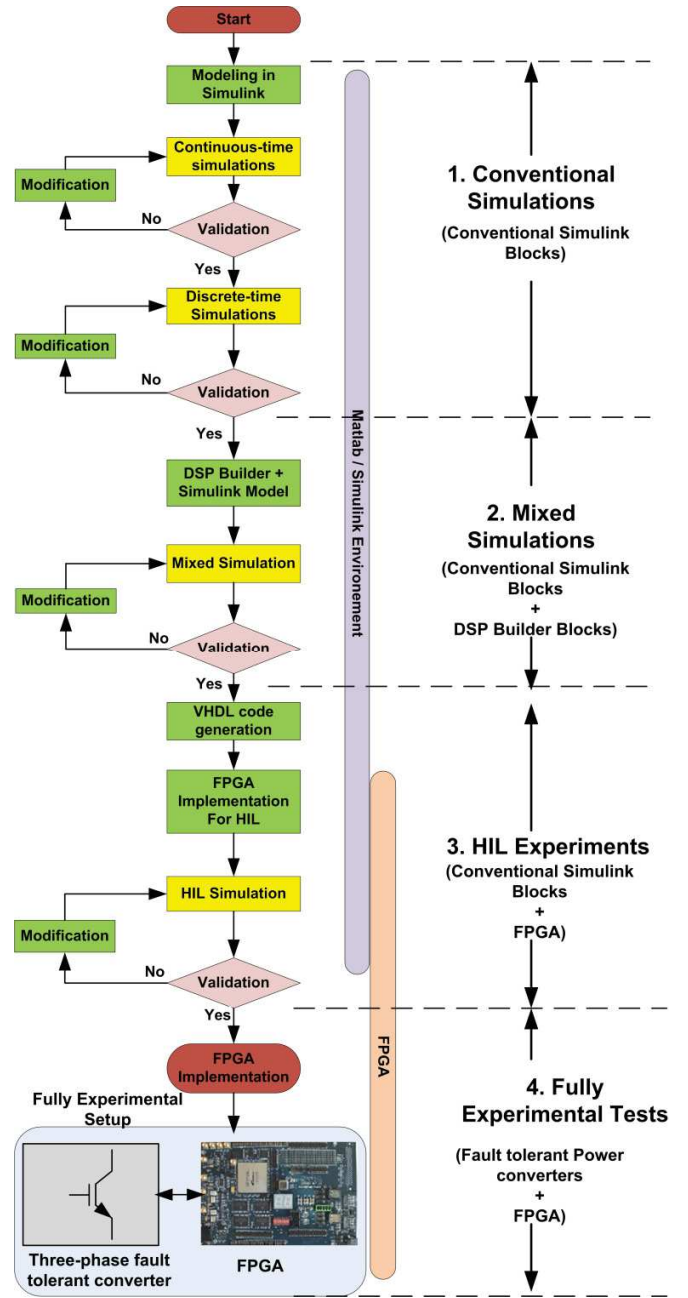 Start
Modeling in
Simulink
Continuous-time
simulations
Modification
No
Validation
Yes
Discrete-time
Simulations
Modification
No
Validation
Yes
DSP Builder +
Simulink Model
Mixed Simulation
Modification
No
Validation
Yes
VHDL code
generation
FPGA
Implementation
For HIL
HIL Simulation
Modification
No
Validation
Yes
FPGA
Implementation
Fully Experimental
Setup
Three-phase fault
tolerant converter
FPGA
Matlab / Simulink Environement
FPGA
1. Conventional
Simulations
(Conventional Simulink
Blocks)
2. Mixed
Simulations
(Conventional Simulink
Blocks
+
DSP Builder Blocks)
3. HIL Experiments
(Conventional Simulink
Blocks
+
FPGA)
4. Fully
Experimental Tests
(Fault tolerant Power
converters
+
FPGA)